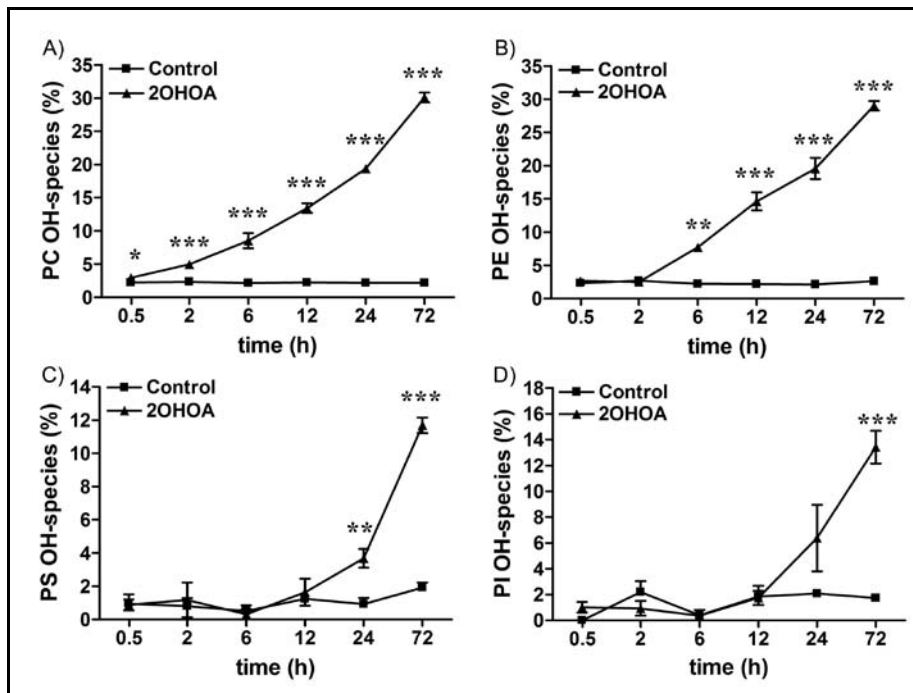 A)
Control
2OHOA
PC OH-species (%)
35
30
25
20
15
10
5
0
*
***
***
***
***
***
0.5 2 6 12 24 72
time (h)
B)
Control
2OHOA
PE OH-species (%)
35
30
25
20
15
10
5
0
**
***
***
***
0.5 2 6 12 24 72
time (h)
C)
Control
2OHOA
PS OH-species (%)
14
12
10
8
6
4
2
0
**
***
0.5 2 6 12 24 72
time (h)
D)
Control
2OHOA
PI OH-species (%)
18
16
14
12
10
8
6
4
2
0
***
0.5 2 6 12 24 72
time (h)